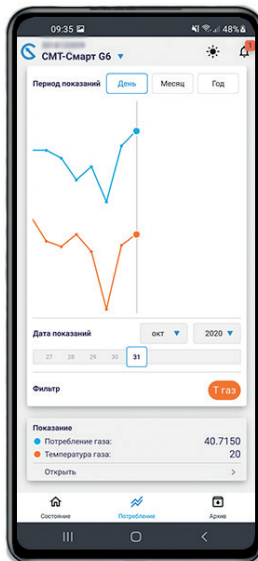 09:35
48%
СМТ-Смарт G6 ▼
1
Период показаний День Месяц Год
Дата показаний окт ▼ 2020 ▼
27 28 29 30 31
Фильтр Т газ
Показание
Потребление газа: 40.7150
Температура газа: 20
Открыть >
Состояние Потребление Архив